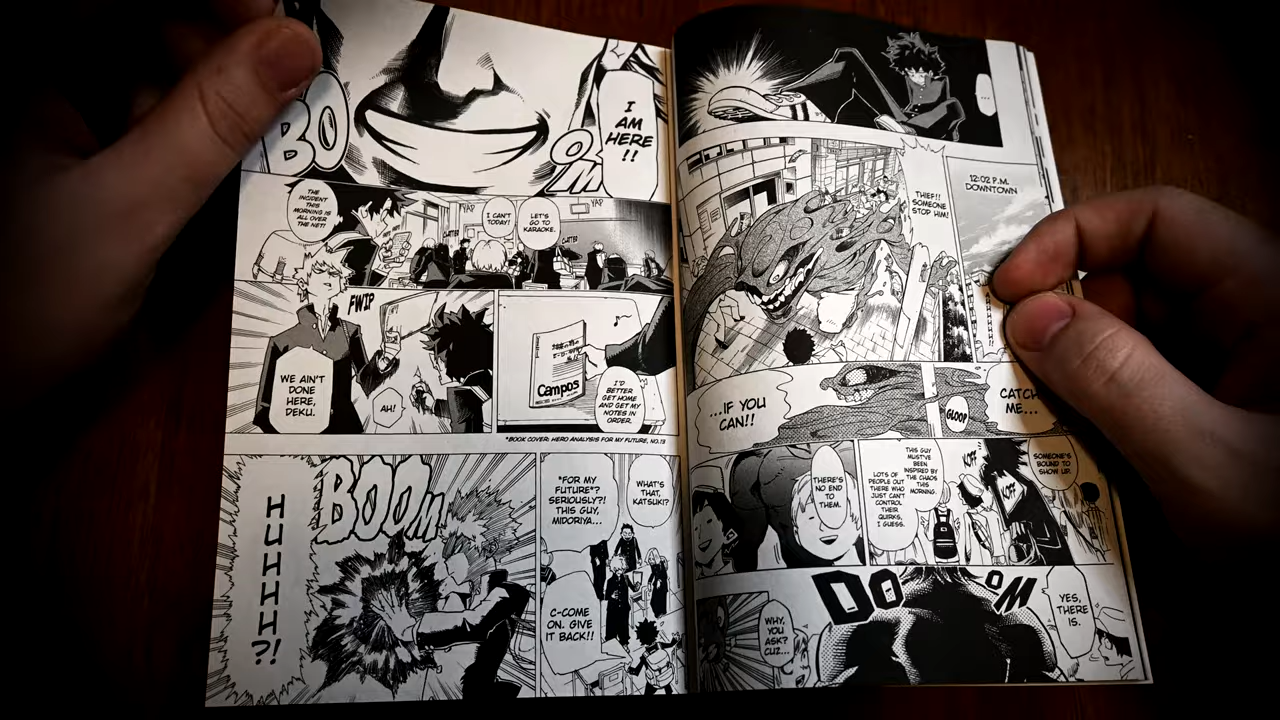 ...
12:02 P.M.
DOWNTOWN
THIEF!!
SOMEONE
STOP HIM!
CATCH
ME...
GLOOP
...IF YOU
CAN!!
SOMEONE'S
BOUND TO
SHOW UP.
KOFF
KOFF
THIS GUY
MUST'VE
BEEN
INSPIRED
BY THE
CHAOS
THIS
MORNING.
LOTS OF
PEOPLE OUT
THERE WHO
JUST CAN'T
CONTROL
THEIR
QUIRKS,
I GUESS.
THERE'S
NO END
TO
THEM.
YES,
THERE
IS.
DOOM
WHY,
YOU
ASK?
CUZ...
I
AM
HERE
!!
BOOM
THE
INCIDENT
THIS
MORNING IS
ALL OVER
THE NET!
YAP
YAP
LET'S
GO TO
KARAOKE.
I CAN'T
TODAY!
CLATTER
CLATTER
I'D
BETTER
GET HOME
AND GET MY
NOTES IN
ORDER.
Campos
*BOOK COVER: HERO ANALYSIS FOR MY FUTURE, NO.13
FWIP
AH!
WE AIN'T
DONE
HERE,
DEKU.
WHAT'S
THAT,
KATSUKI?
"FOR MY
FUTURE"?
SERIOUSLY?!
THIS GUY,
MIDORIYA...
C-COME
ON. GIVE
IT BACK!!
BOOM
HUHHH?!